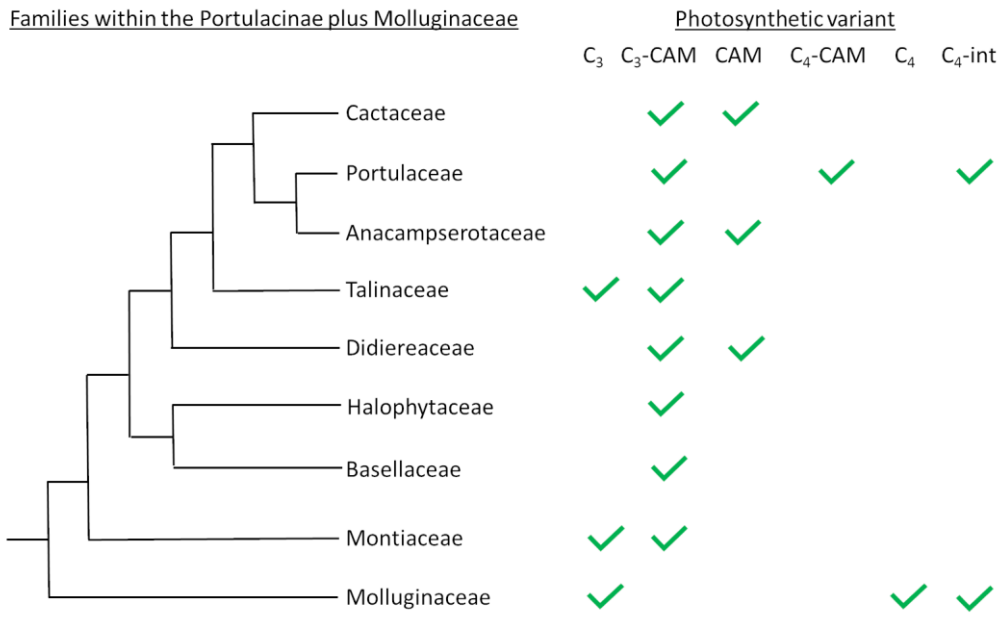 Families within the Portulacinae plus Molluginaceae
Photosynthetic variant
C₃ C₃-CAM CAM C₄-CAM C₄ C₄-int
Cactaceae
Portulaceae
Anacampserotaceae
Talinaceae
Didiereaceae
Halophytaceae
Basellaceae
Montiaceae
Molluginaceae